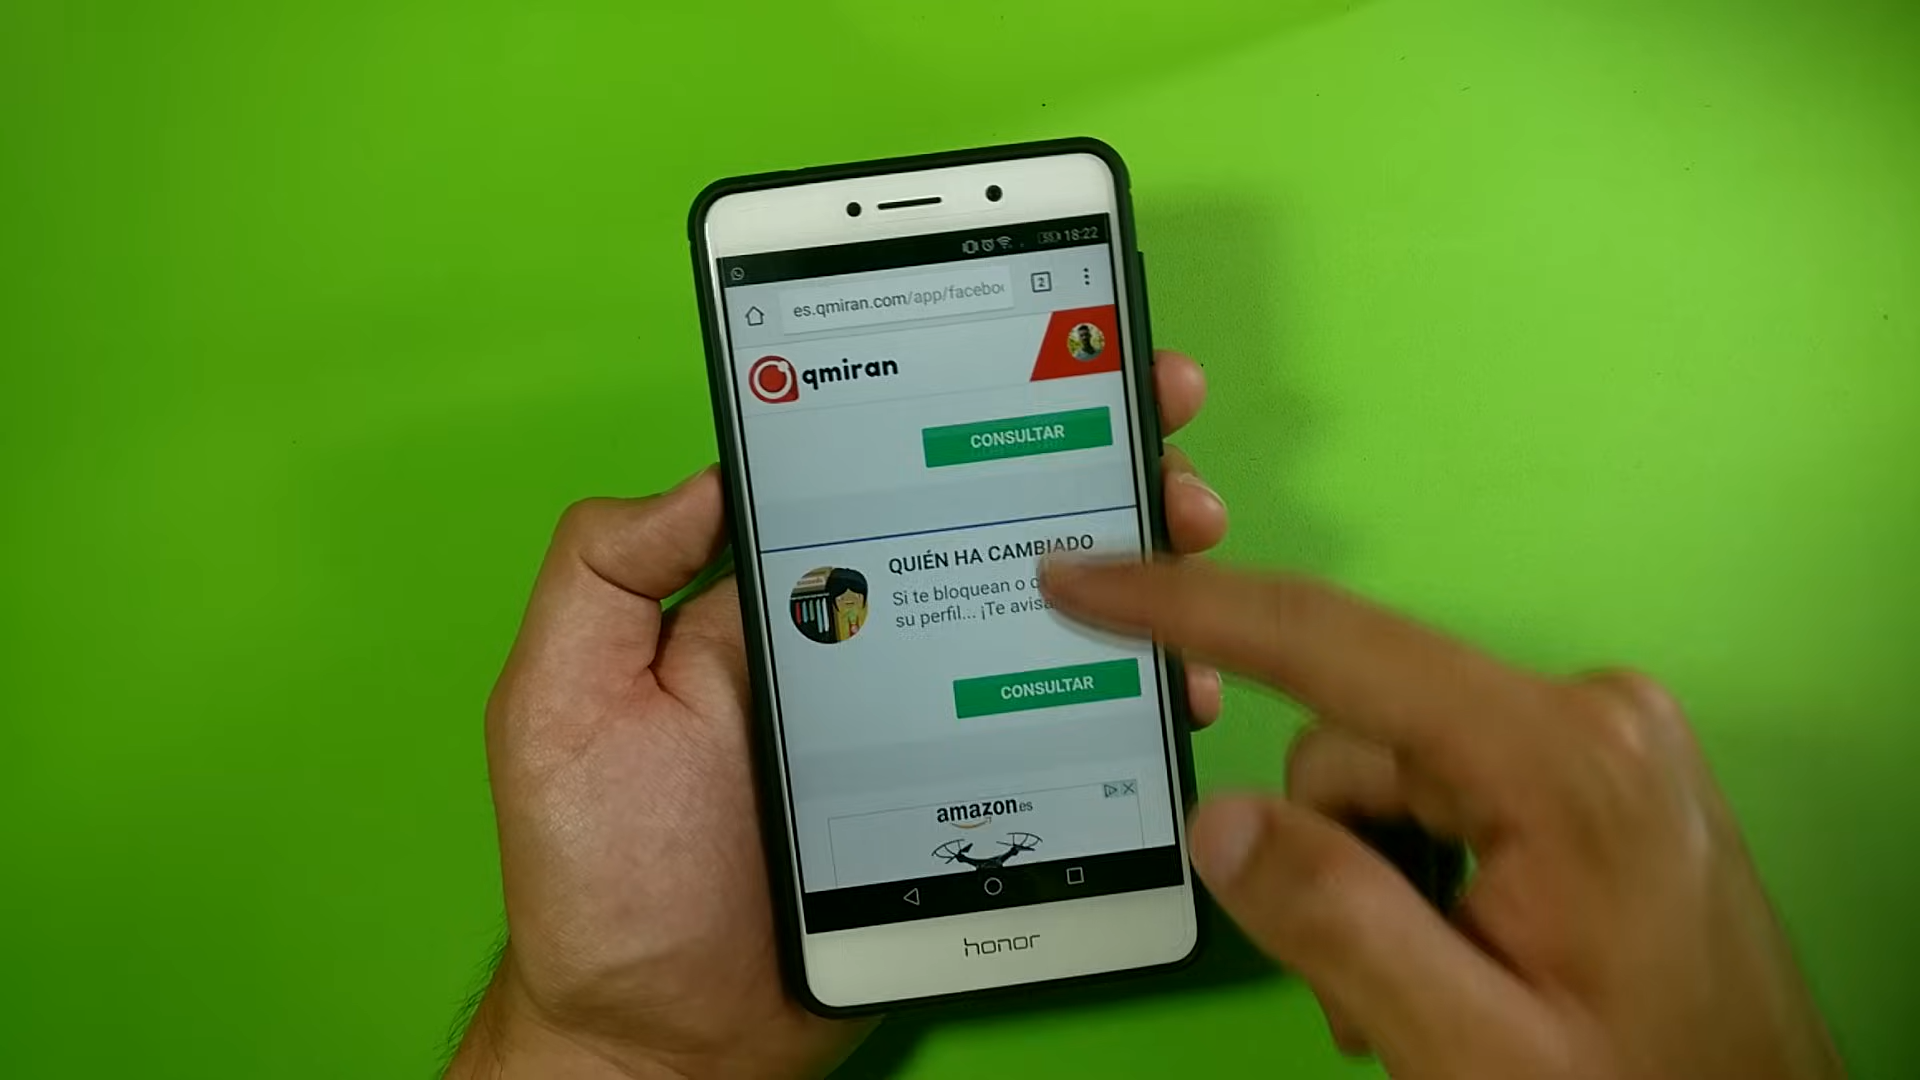 18:22
es.qmiran.com/app/faceboo
2
qmiran
CONSULTAR
QUIÉN HA CAMBIADO
Si te bloquean o
su perfil... ¡Te avisa
CONSULTAR
amazon.es
honor